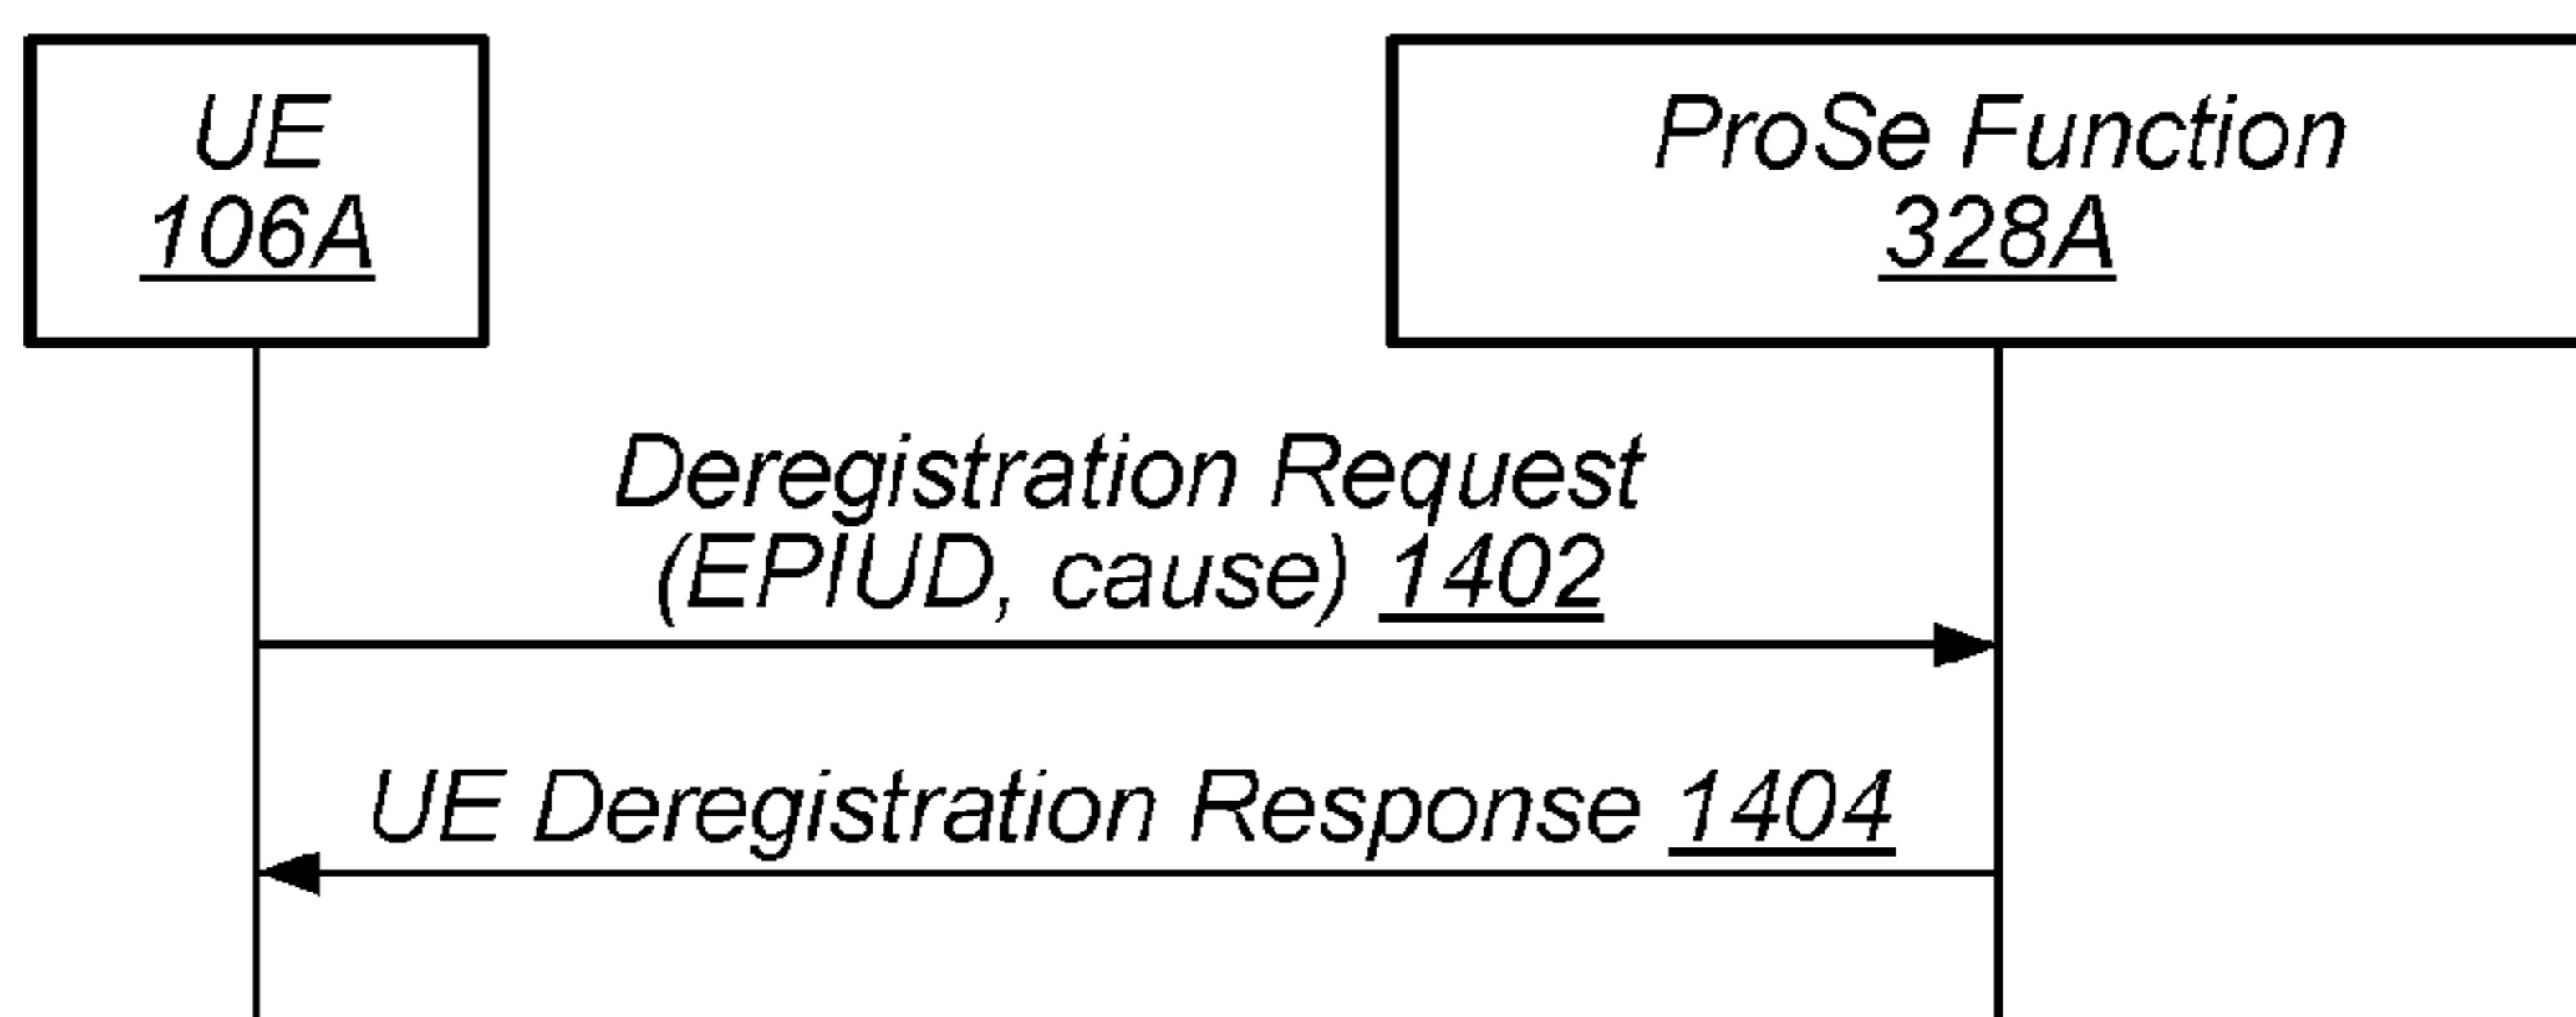 UE
106A
ProSe Function
328A
Deregistration Request
(EPIUD, cause) 1402
UE Deregistration Response 1404